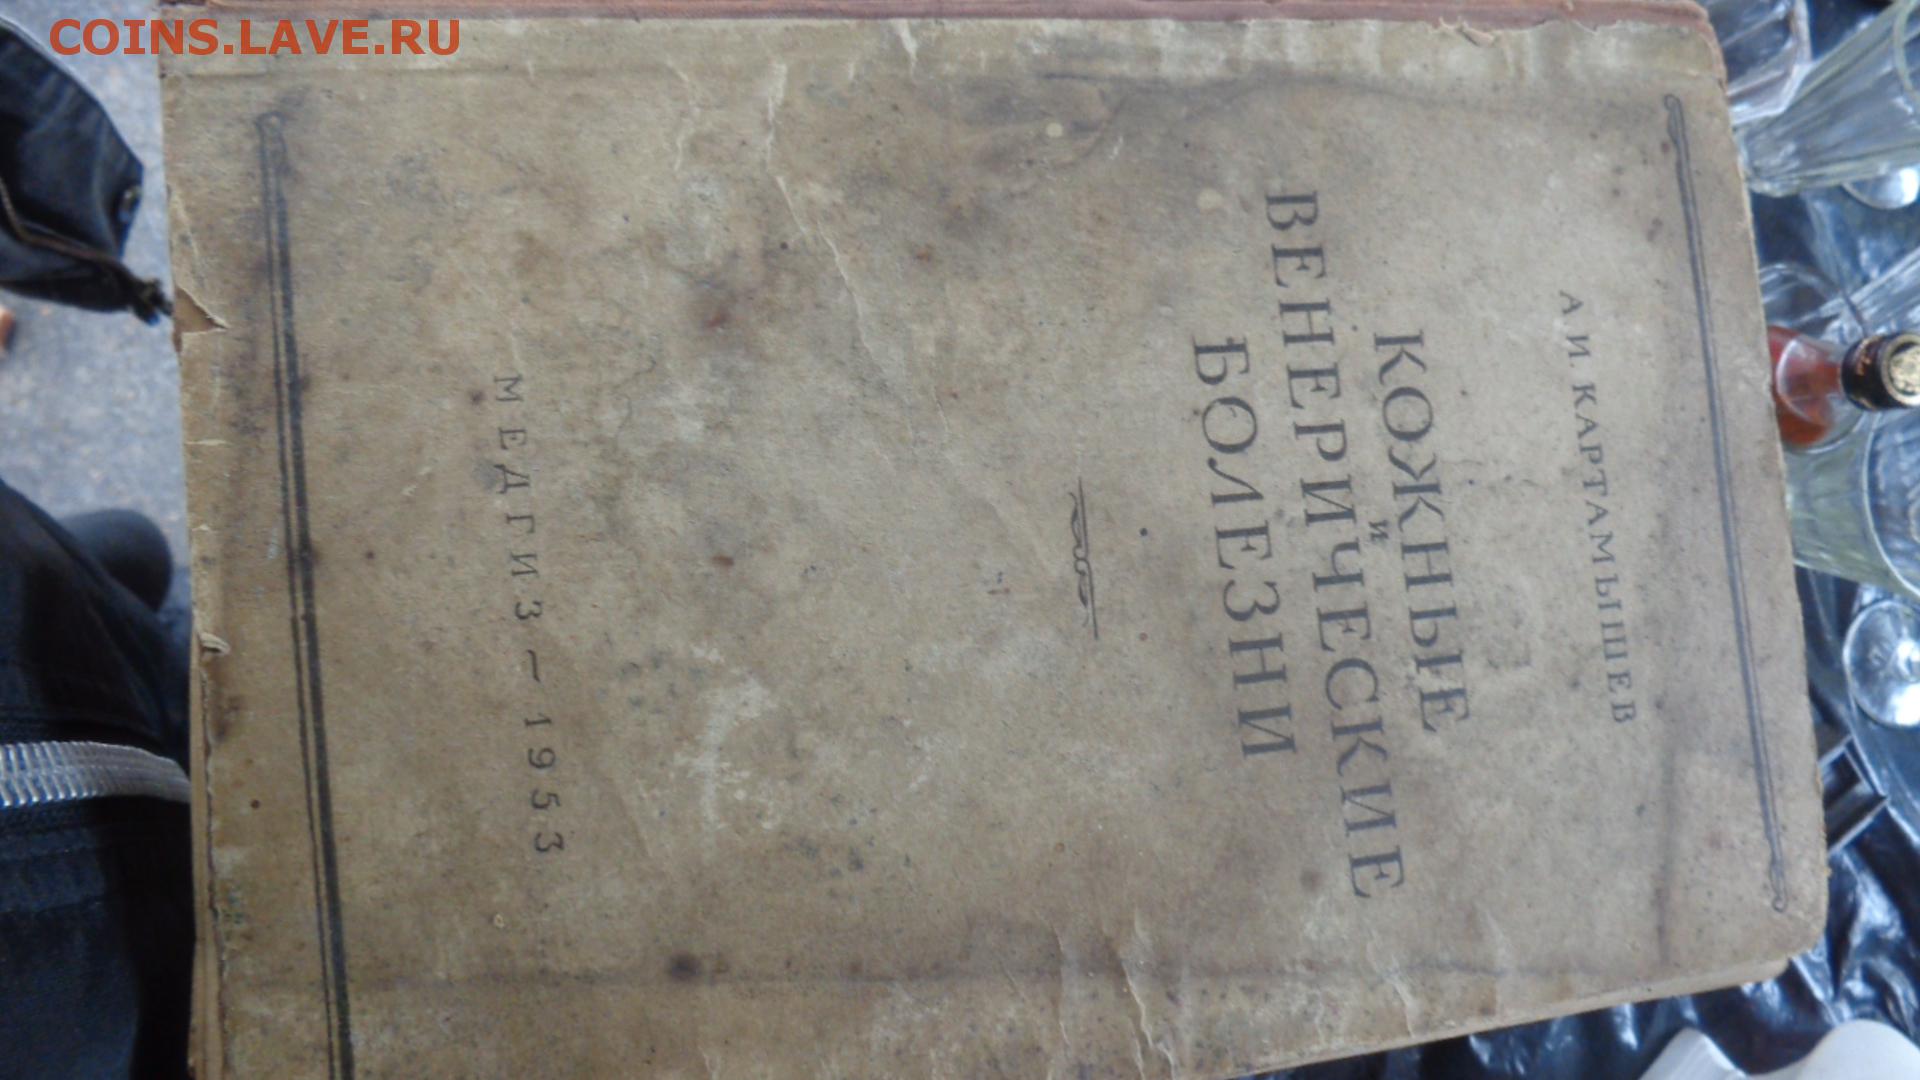 COINS.LAVE.RU
А. И. КАРТАМЫШЕВ
КОЖНЫЕ
и
ВЕНЕРИЧЕСКИЕ
БОЛЕЗНИ
МЕДГИЗ — 1953